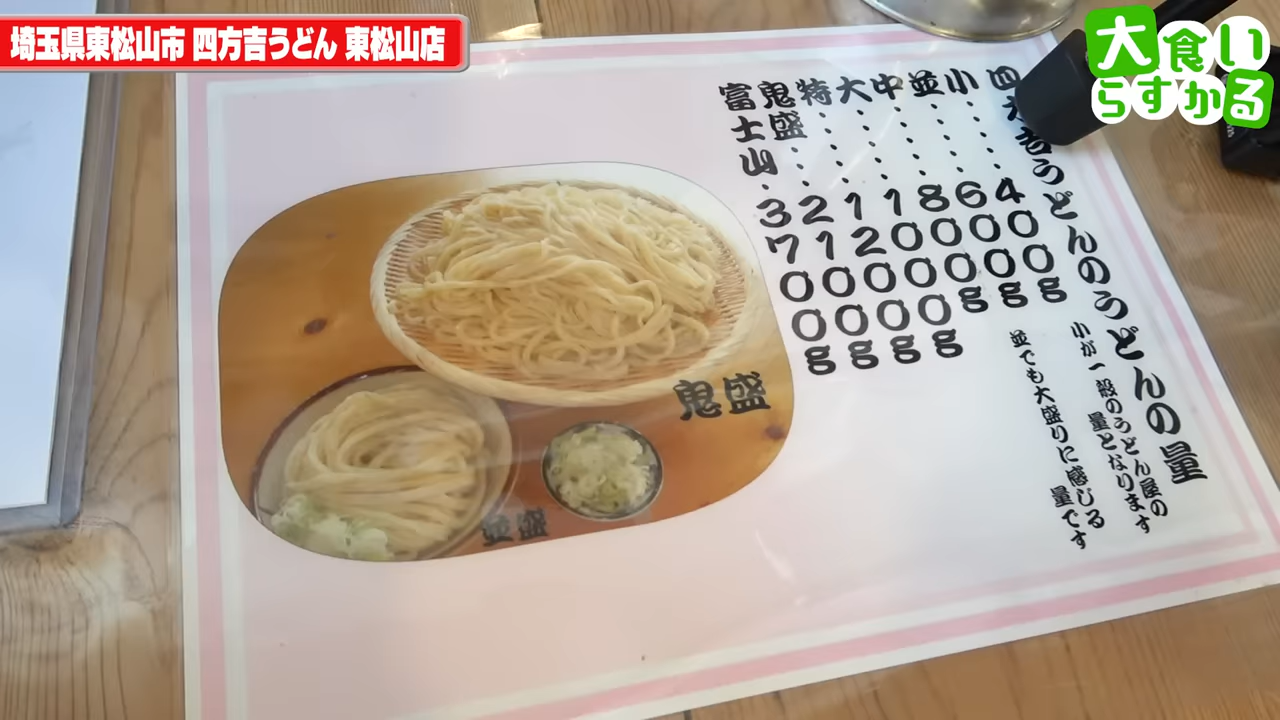 埼玉県東松山市 四方吉うどん 東松山店
大食い
らすかる
四方吉うどんのうどんの量
小が一般のうどん屋の
量となります
並でも大盛りに感じる
量です
小・・・・400g
並・・・・600g
中・・・・800g
大・・・・1000g
特・・・・1200g
鬼盛・・2100g
富士山・3700g
鬼盛
並盛